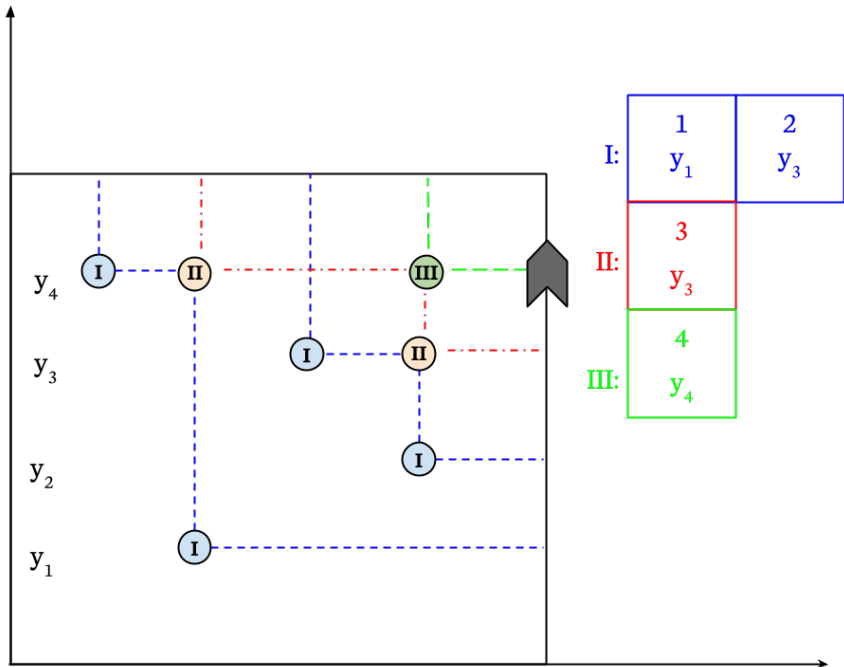 I: 1 2
y₁ y₃
I II III
y₄
II: 3
y₃
I II
y₃
III: 4
y₄
I
y₂
I
y₁